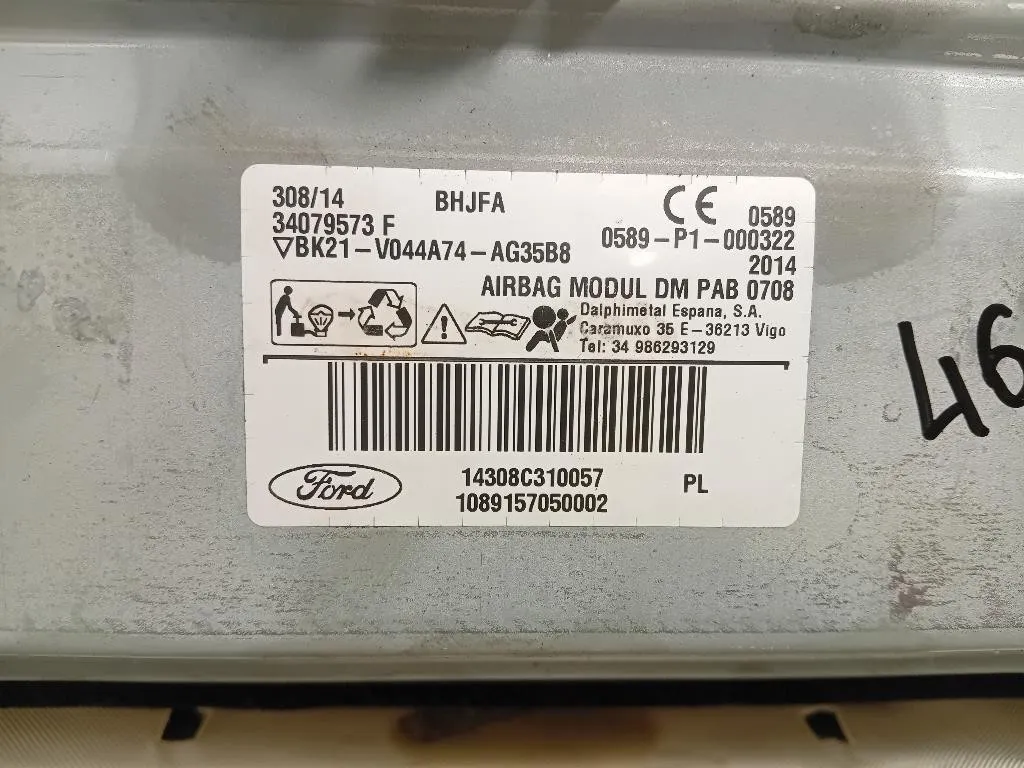 308/14 BHJFA CE 0589
34079573 F 0589-P1-000322
▽BK21-V044A74-AG35B8 2014
AIRBAG MODUL DM PAB 0708
Dalphimetal Espana, S.A.
Caramuxo 35 E-36213 Vigo
Tel: 34 986293129
Ford 14308C310057 PL
1089157050002
46